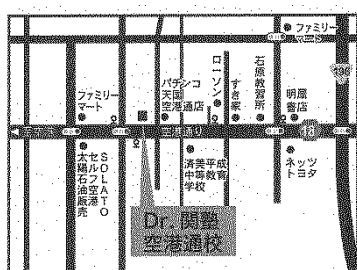 ファミリー
マート
196
ファミリー
マート
パチンコ
天国
空港通店
ローソン
すき家
石原教習所
明屋
書店
空港通り
18
SOLATO
セルフ空港
太陽石油販売
済美平成
中等教育
学校
ネッツ
トヨタ
Dr.関塾
空港通校